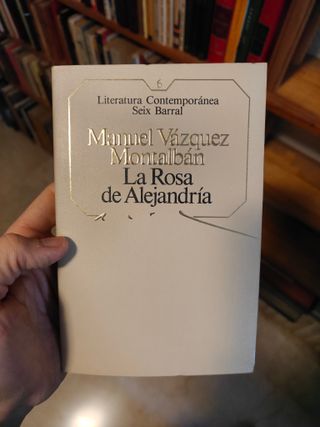 6
Literatura Contemporánea
Seix Barral
Manuel Vázquez
Montalbán
La Rosa
de Alejandría